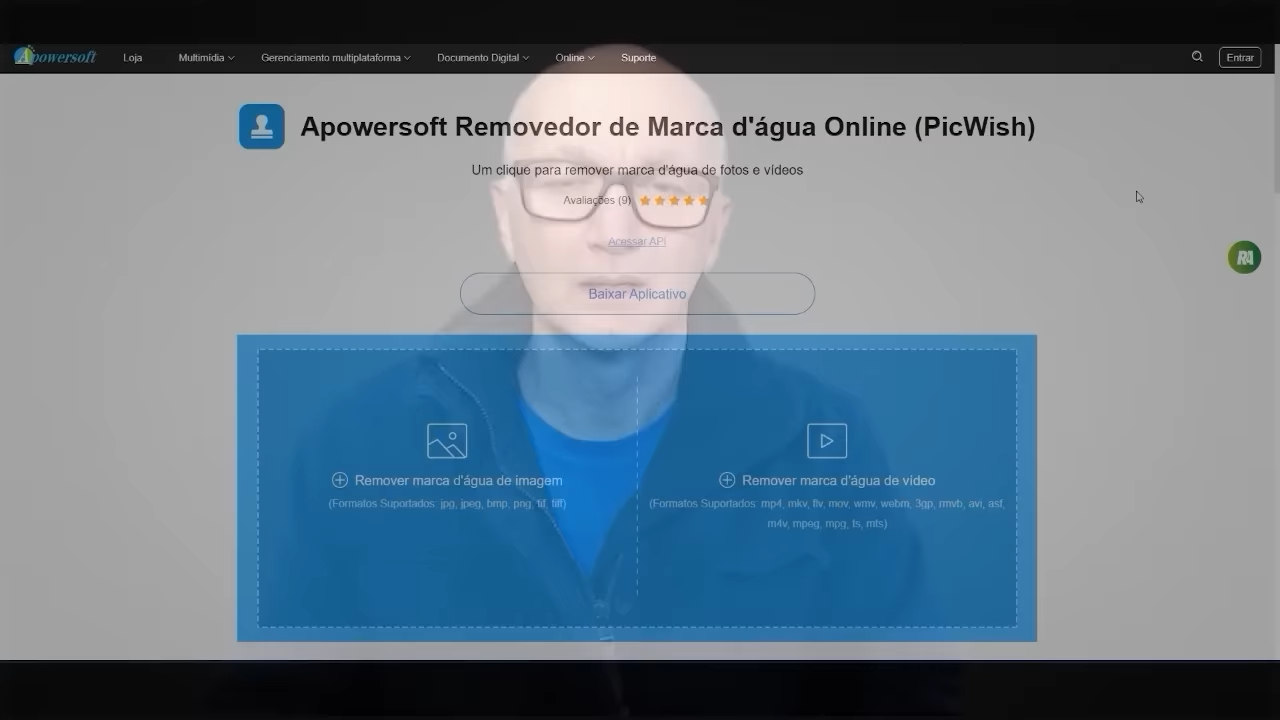 Apowersoft
Loja
Multimídia
Gerenciamento multiplataforma
Documento Digital
Online
Suporte
Entrar
Apowersoft Removedor de Marca d'água Online (PicWish)
Um clique para remover marca d'água de fotos e vídeos
Avaliações (9)
Acessar API
Baixar Aplicativo
RA
Remover marca d'água de imagem
(Formatos Suportados: jpg, jpeg, bmp, png, tif, tiff)
Remover marca d'água de vídeo
(Formatos Suportados: mp4, mkv, flv, mov, wmv, webm, 3gp, rmvb, avi, asf,
m4v, mpeg, mpg, ts, mts)